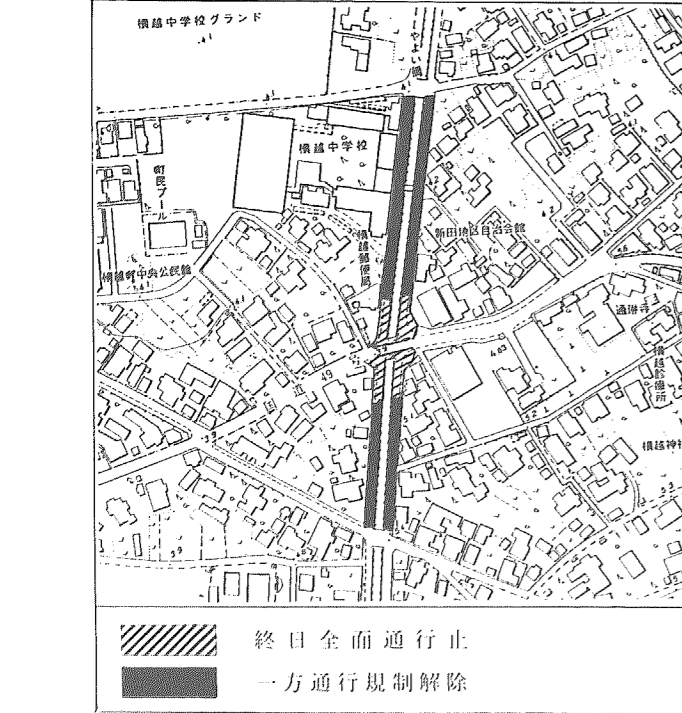 横越中学校グランド
やよい橋
横越中学校
町民プール
横越郵便局
新田地区自治会館
横越町中央公民館
通琳寺
横越診療所
49
横越神社
終日全面通行止
一方通行規制解除